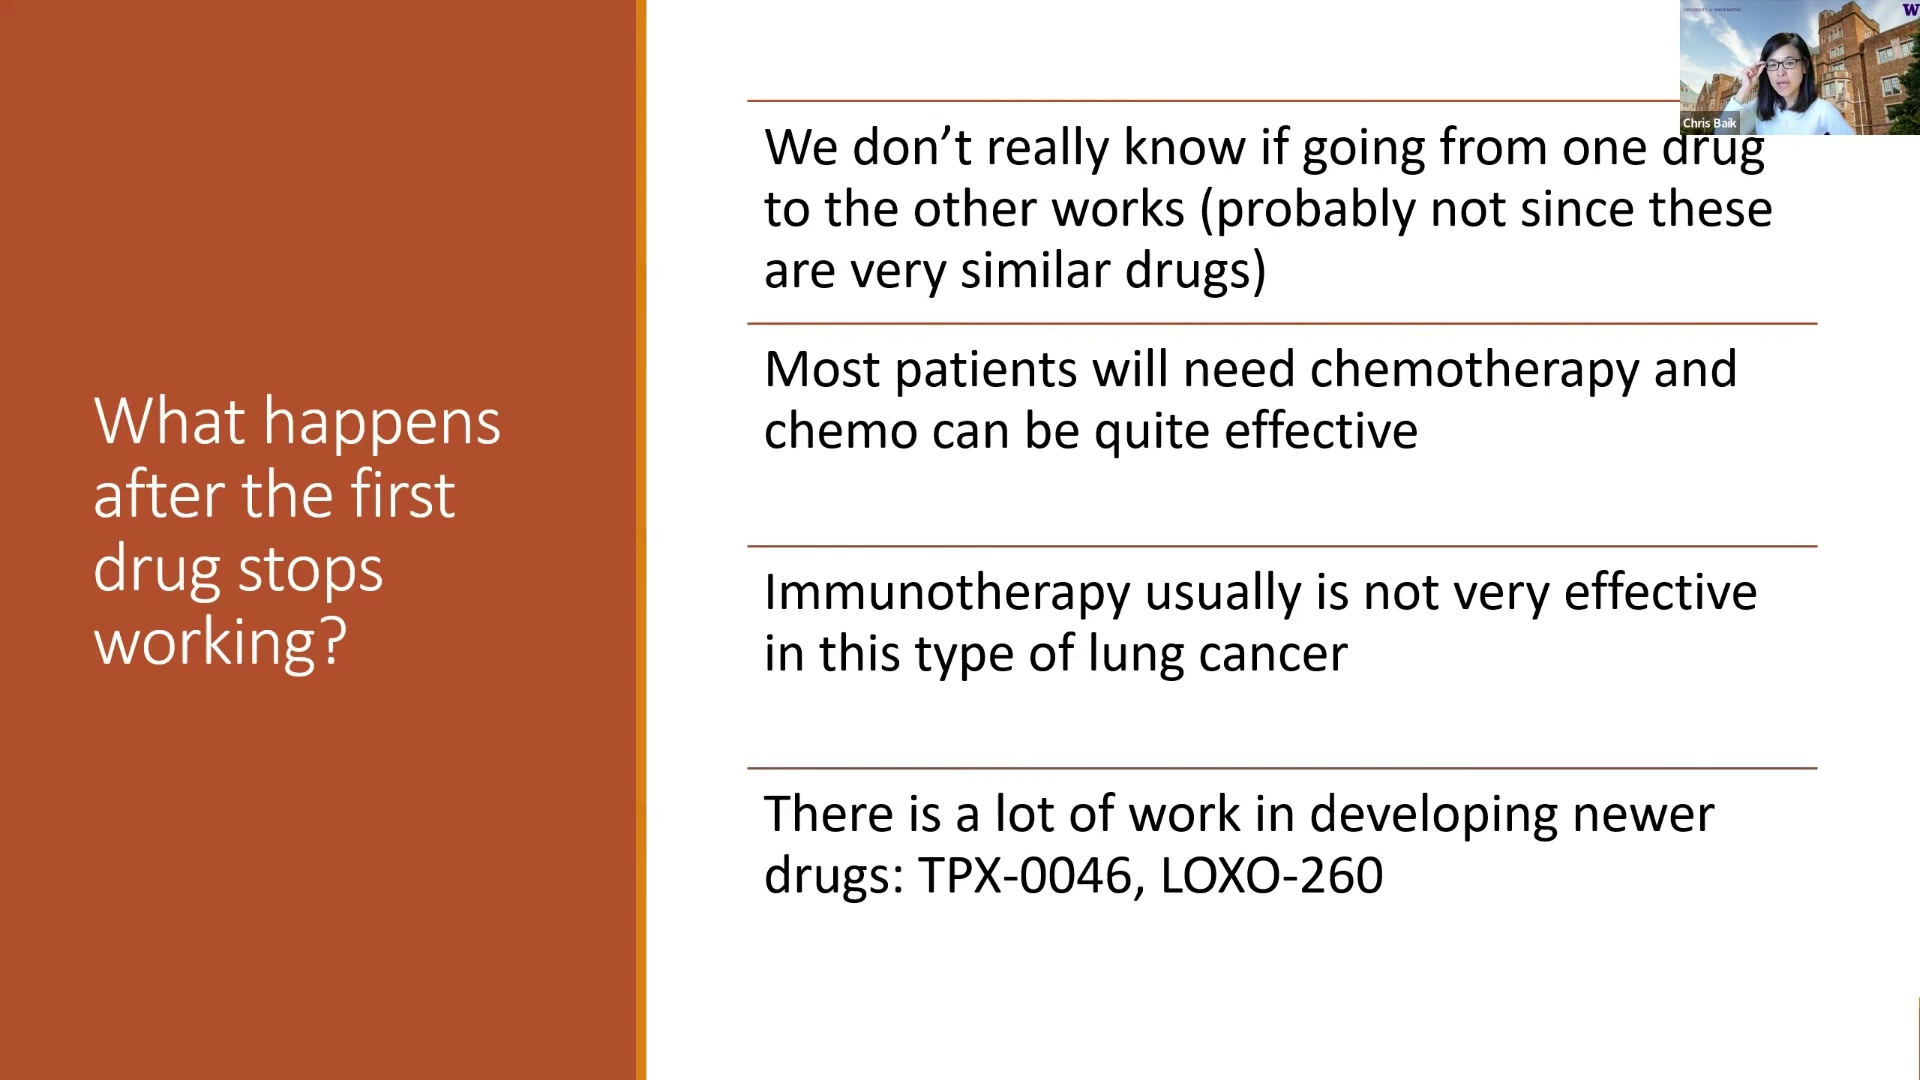 What happens
after the first
drug stops
working?
We don’t really know if going from one drug
to the other works (probably not since these
are very similar drugs)
Most patients will need chemotherapy and
chemo can be quite effective
Immunotherapy usually is not very effective
in this type of lung cancer
There is a lot of work in developing newer
drugs: TPX-0046, LOXO-260
UNIVERSITY of WASHINGTON
W
Chris Baik